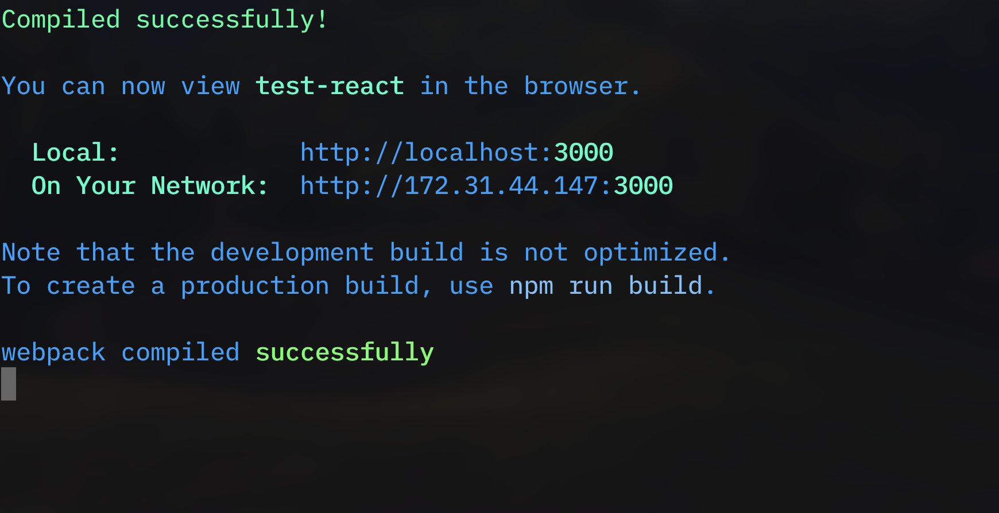 Compiled successfully!
You can now view test-react in the browser.
Local: http://localhost:3000
On Your Network: http://172.31.44.147:3000
Note that the development build is not optimized.
To create a production build, use npm run build.
webpack compiled successfully